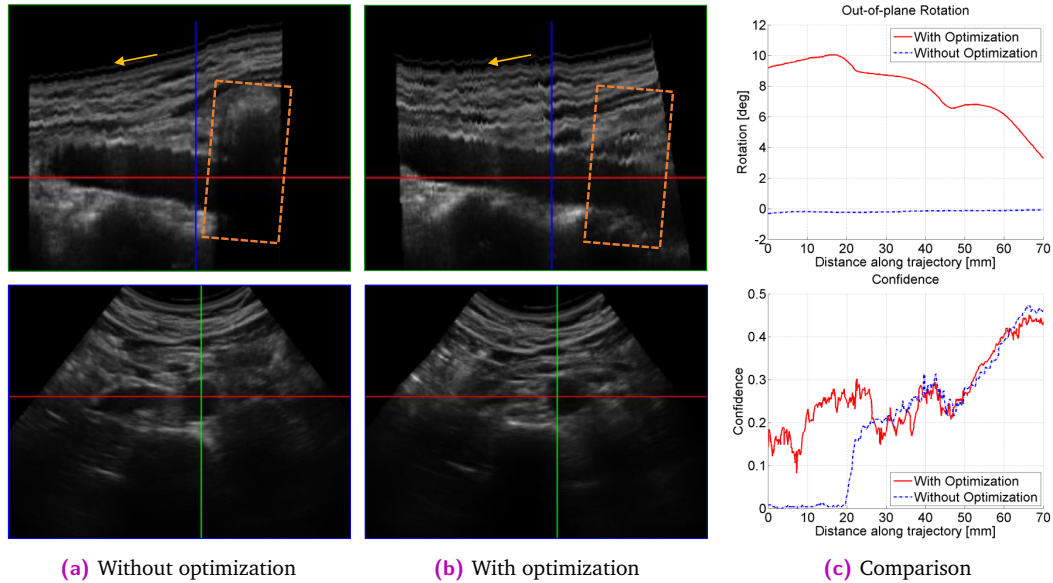 Out-of-plane Rotation
12
10
8
6
4
2
0
-2
Rotation [deg]
With Optimization
Without Optimization
0 10 20 30 40 50 60 70
Distance along trajectory [mm]
Confidence
0.5
0.4
0.3
0.2
0.1
0
Confidence
With Optimization
Without Optimization
0 10 20 30 40 50 60 70
Distance along trajectory [mm]
(a) Without optimization
(b) With optimization
(c) Comparison